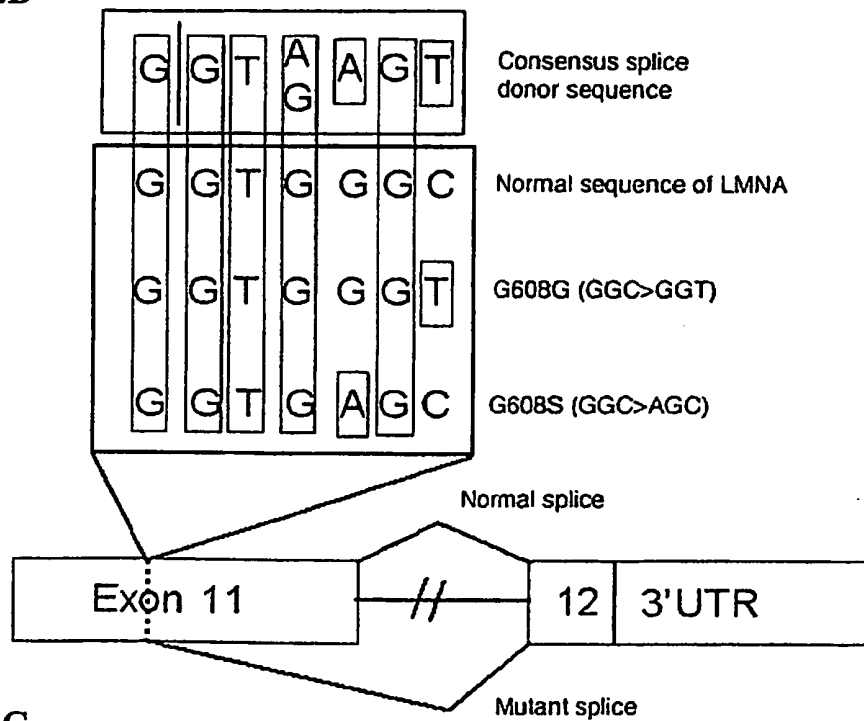 G G T A A G T
G
Consensus splice
donor sequence
G G T G G G C
Normal sequence of LMNA
G G T G G G T
G608G (GGC>GGT)
G G T G A G C
G608S (GGC>AGC)
Normal splice
Exon 11
12
3'UTR
Mutant splice